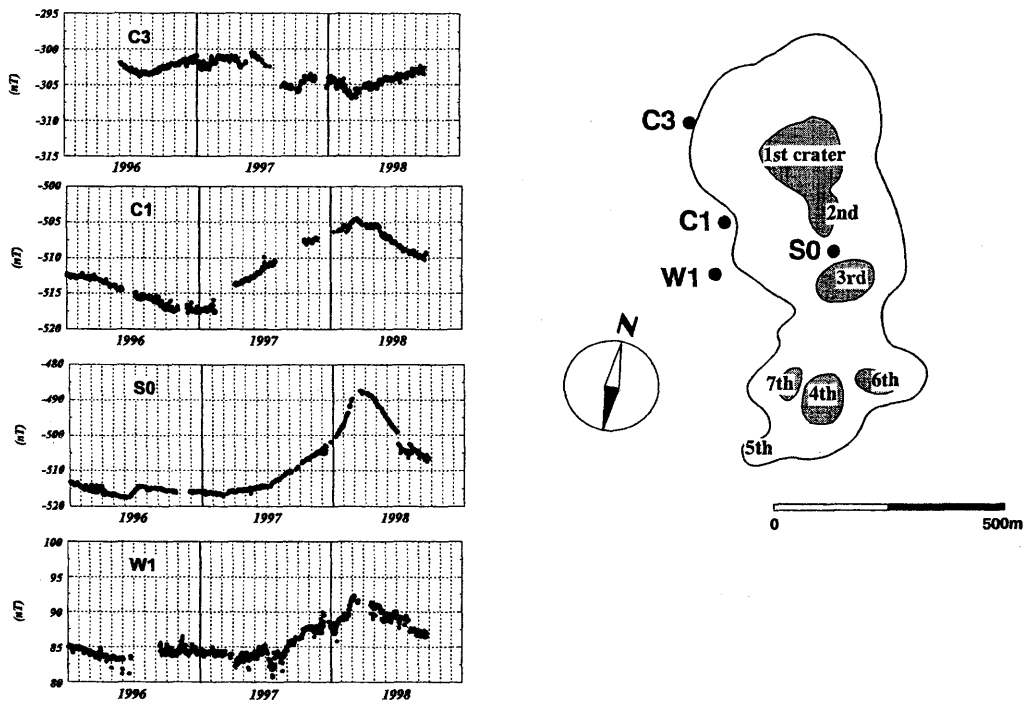 -295
-300
-305
-310
315
(nT)
C3
1996
1997
1998
-500
-505
-510
-515
-520
(nT)
C1
1996
1997
1998
-480
-490
-500
-510
-520
(nT)
S0
1996
1997
1998
100
95
90
85
80
(nT)
W1
1996
1997
1998
C3
1st crater
2nd
C1
S0
W1
3rd
N
7th
4th
6th
5th
0
500m